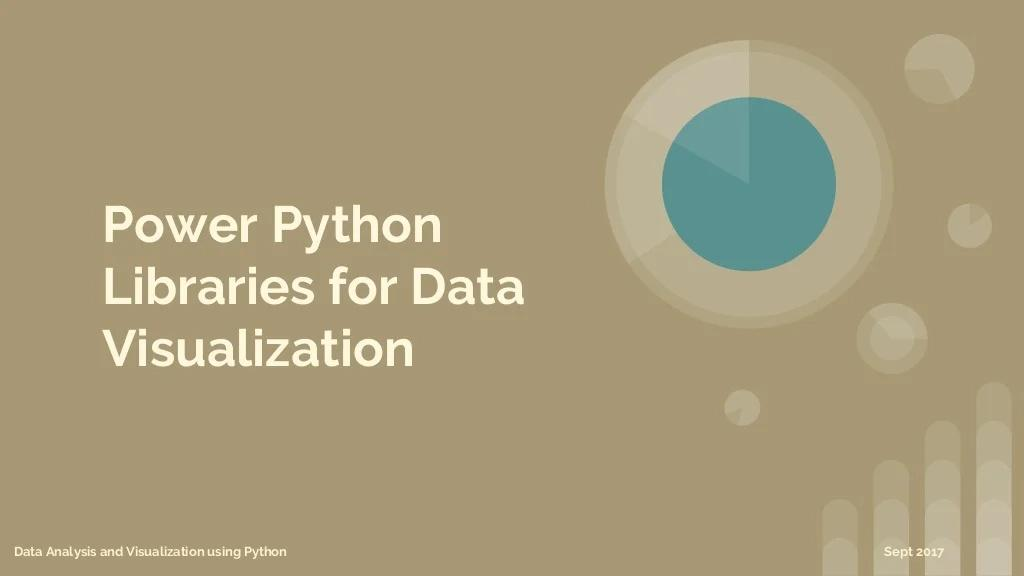 Power Python
Libraries for Data
Visualization
Data Analysis and Visualization using Python
Sept 2017